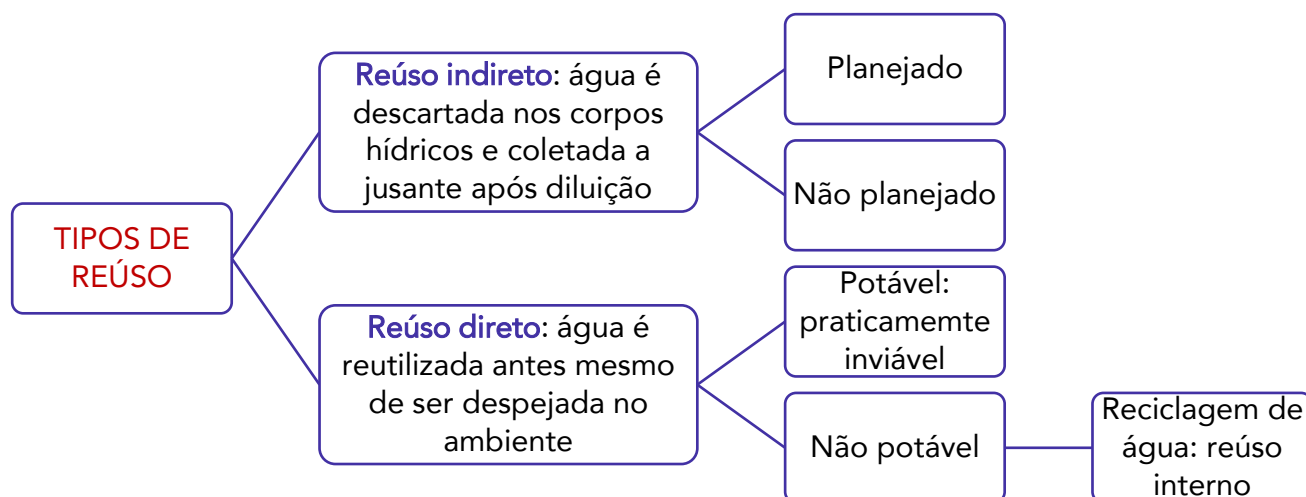 TIPOS DE
REÚSO
Reúso indireto: água é
descartada nos corpos
hídricos e coletada a
jusante após diluição
Planejado
Não planejado
Reúso direto: água é
reutilizada antes mesmo
de ser despejada no
ambiente
Potável:
praticamemte
inviável
Não potável
Reciclagem de
água: reúso
interno